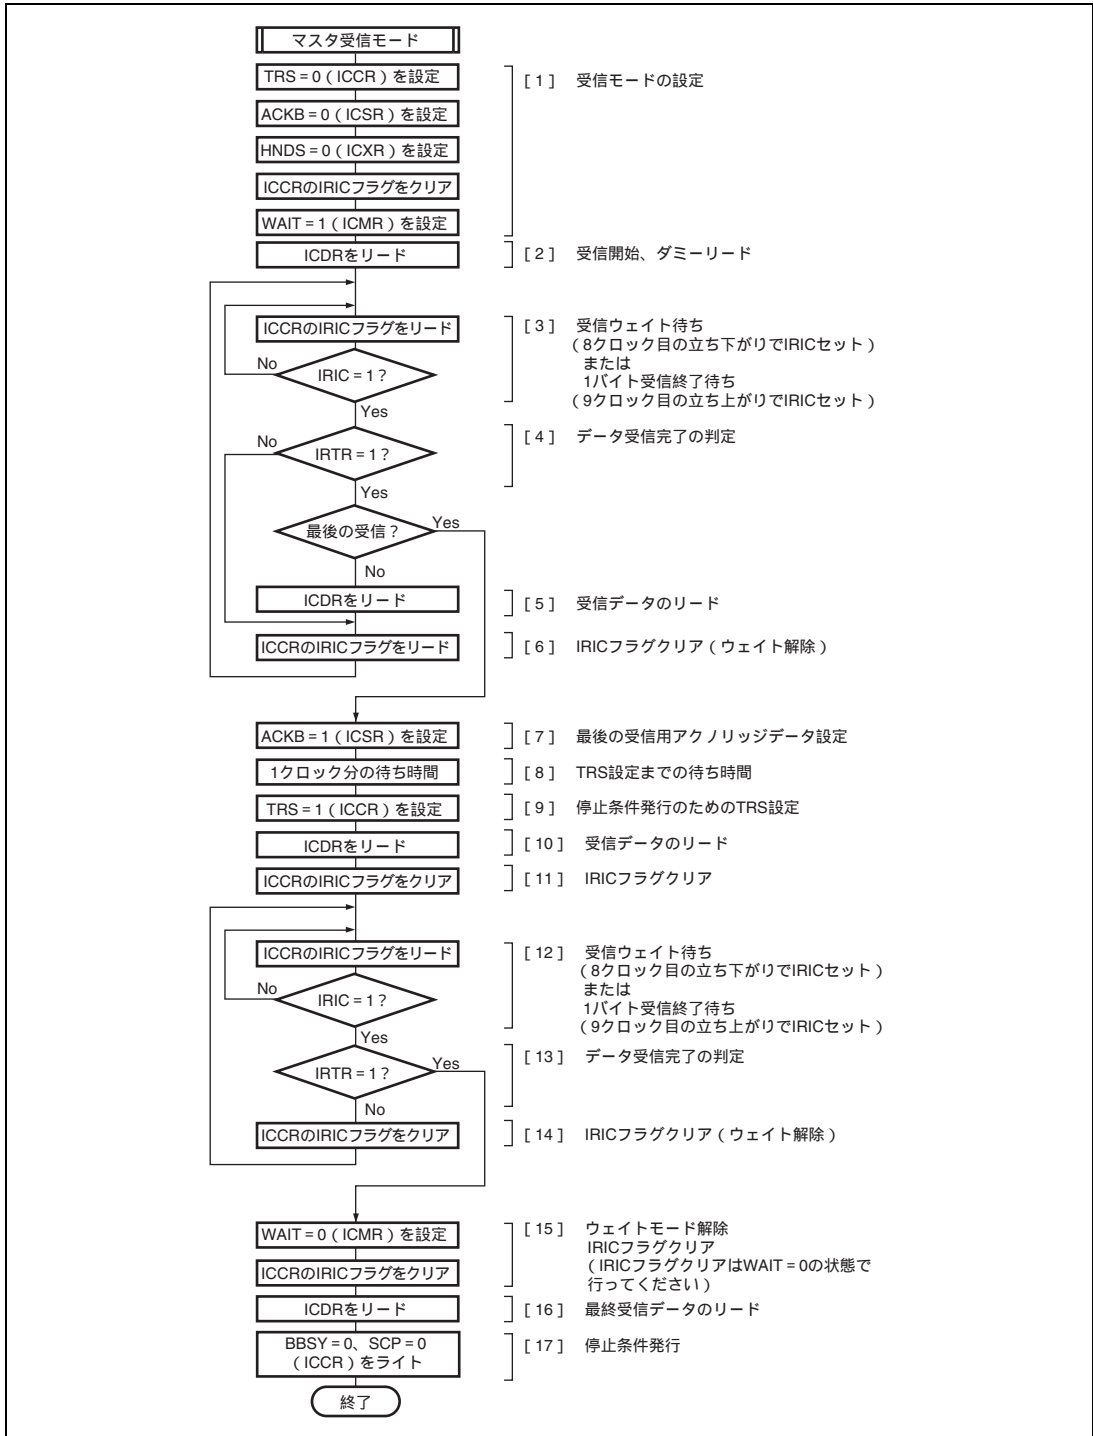 マスタ受信モード
TRS = 0 ( ICCR ) を設定
[ 1 ] 受信モードの設定
ACKB = 0 ( ICSR ) を設定
HNDS = 0 ( ICXR ) を設定
ICCRのIRICフラグをクリア
WAIT = 1 ( ICMR ) を設定
ICDRをリード
[ 2 ] 受信開始、ダミーリード
ICCRのIRICフラグをリード
[ 3 ] 受信ウェイト待ち
( 8クロック目の立ち下がりでIRICセット )
または
1バイト受信終了待ち
( 9クロック目の立ち上がりでIRICセット )
No
IRIC = 1 ?
Yes
No
IRTR = 1 ?
[ 4 ] データ受信完了の判定
Yes
最後の受信 ?
Yes
No
ICDRをリード
[ 5 ] 受信データのリード
ICCRのIRICフラグをリード
[ 6 ] IRICフラグクリア ( ウェイト解除 )
ACKB = 1 ( ICSR ) を設定
[ 7 ] 最後の受信用アクノリッジデータ設定
1クロック分の待ち時間
[ 8 ] TRS設定までの待ち時間
TRS = 1 ( ICCR ) を設定
[ 9 ] 停止条件発行のためのTRS設定
ICDRをリード
[ 10 ] 受信データのリード
ICCRのIRICフラグをクリア
[ 11 ] IRICフラグクリア
ICCRのIRICフラグをリード
[ 12 ] 受信ウェイト待ち
( 8クロック目の立ち下がりでIRICセット )
または
1バイト受信終了待ち
( 9クロック目の立ち上がりでIRICセット )
No
IRIC = 1 ?
Yes
IRTR = 1 ?
Yes
[ 13 ] データ受信完了の判定
No
ICCRのIRICフラグをクリア
[ 14 ] IRICフラグクリア ( ウェイト解除 )
WAIT = 0 ( ICMR ) を設定
[ 15 ] ウェイトモード解除
IRICフラグクリア
( IRICフラグクリアはWAIT = 0の状態で
行ってください )
ICCRのIRICフラグをクリア
ICDRをリード
[ 16 ] 最終受信データのリード
BBSY = 0、SCP = 0
( ICCR ) をライト
[ 17 ] 停止条件発行
終了